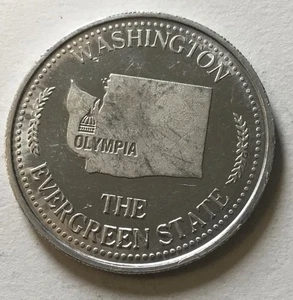 WASHINGTON
OLYMPIA
THE
EVERGREEN STATE